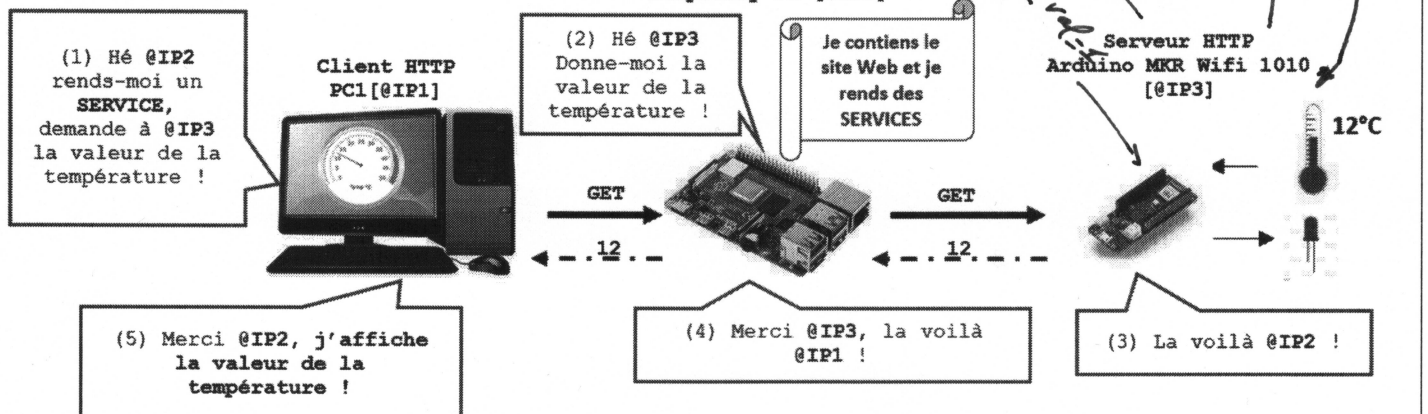 (1) Hé @IP2
rends-moi un
SERVICE,
demande à @IP3
la valeur de la
température !
Client HTTP
PC1[@IP1]
(2) Hé @IP3
Donne-moi la
valeur de la
température !
Je contiens le
site Web et je
rends des
SERVICES
Serveur HTTP
Arduino MKR Wifi 1010
[@IP3]
12°C
GET
12
GET
12
(5) Merci @IP2, j'affiche
la valeur de la
température !
(4) Merci @IP3, la voilà
@IP1 !
(3) La voilà @IP2 !